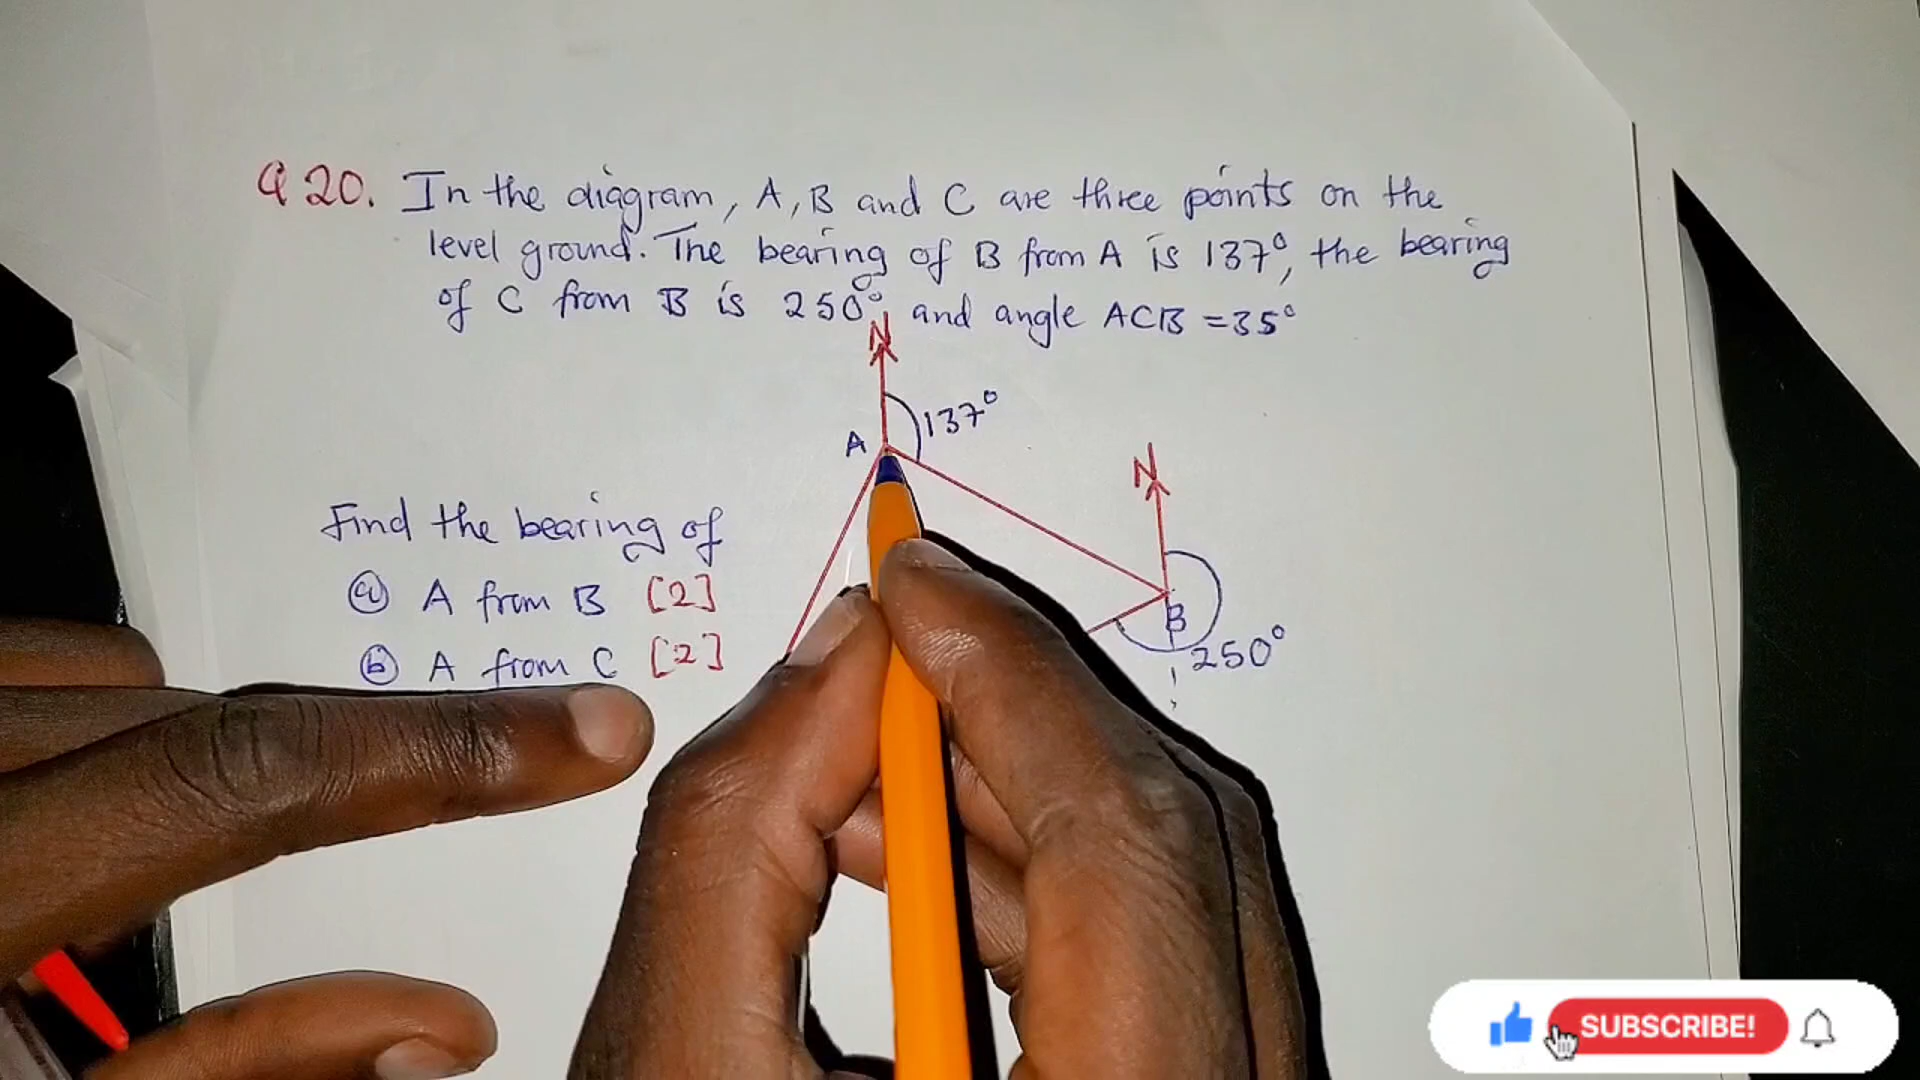 Q 20. In the diagram, A, B and C are three points on the
level ground. The bearing of B from A is 137°, the bearing
of C from B is 250° and angle ACB = 35°
N
A
137°
N
B
250°
Find the bearing of
(a) A from B [2]
(b) A from C [2]
SUBSCRIBE!